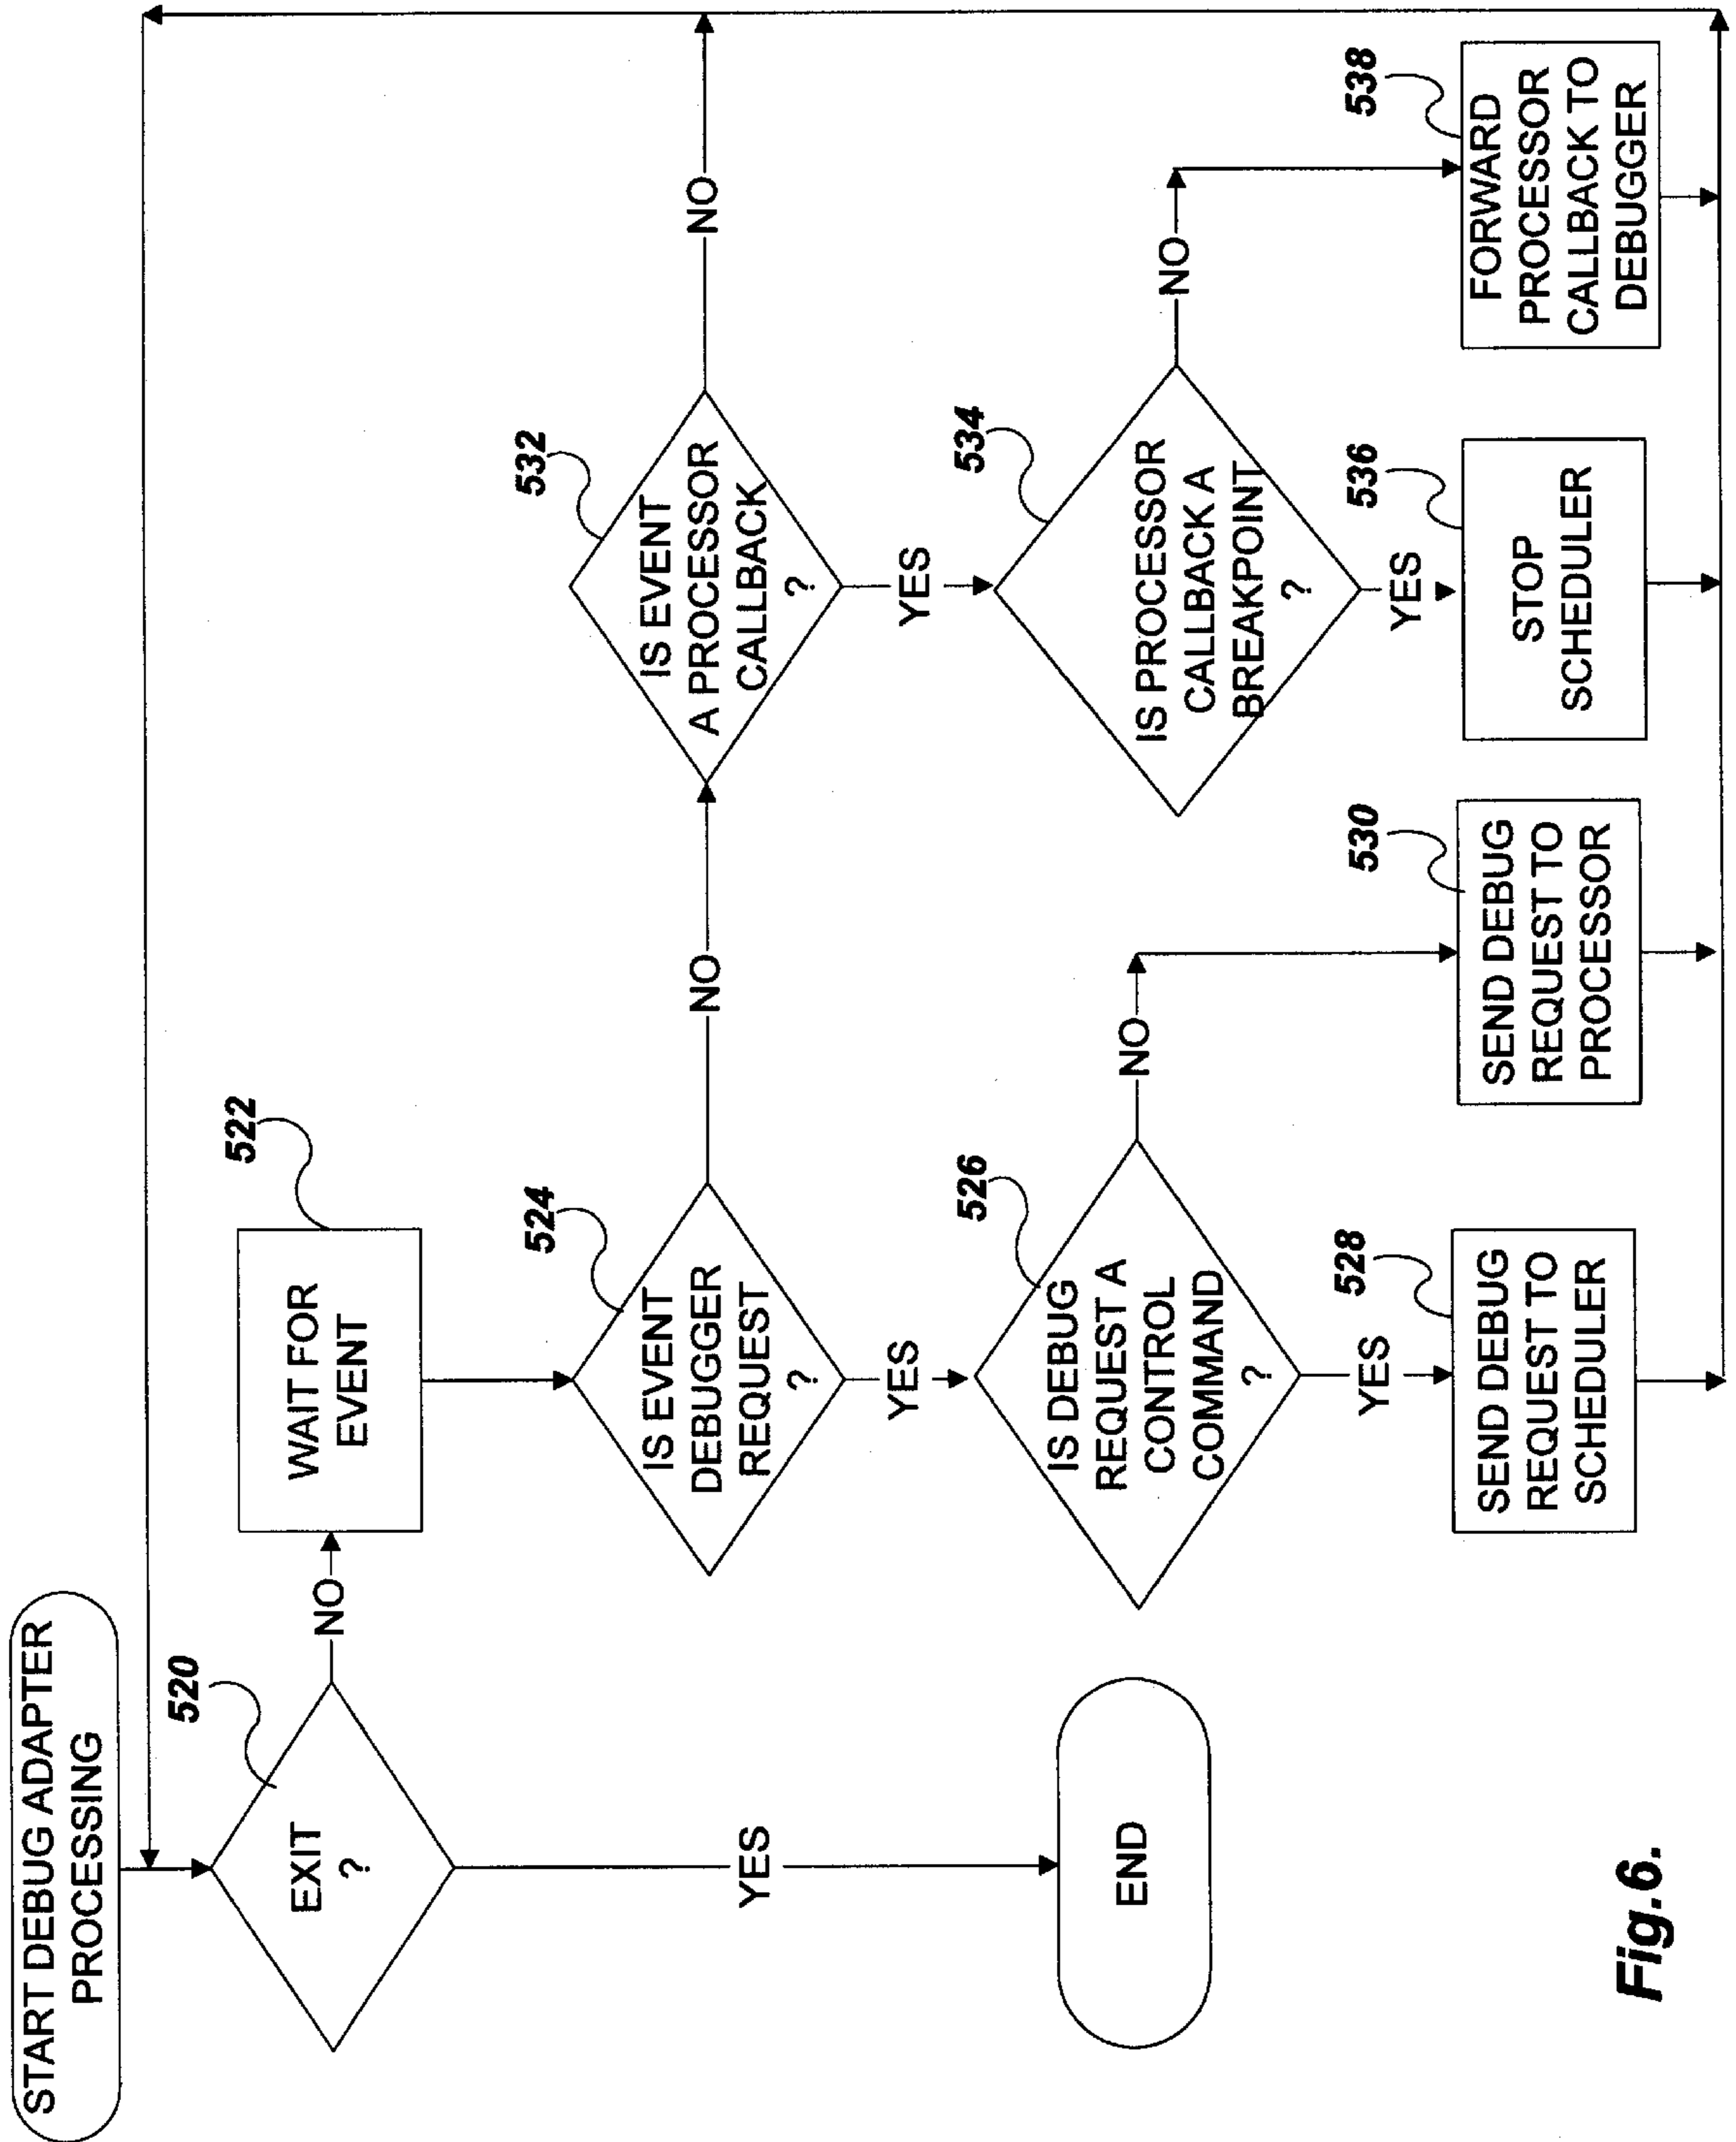 START DEBUG ADAPTER
PROCESSING
520
EXIT
?
NO
YES
END
522
WAIT FOR
EVENT
524
IS EVENT
DEBUGGER
REQUEST
?
NO
YES
526
IS DEBUG
REQUEST A
CONTROL
COMMAND
?
NO
YES
528
SEND DEBUG
REQUEST TO
SCHEDULER
530
SEND DEBUG
REQUEST TO
PROCESSOR
532
IS EVENT
A PROCESSOR
CALLBACK
?
NO
YES
534
IS PROCESSOR
CALLBACK A
BREAKPOINT
?
NO
YES
536
STOP
SCHEDULER
538
FORWARD
PROCESSOR
CALLBACK TO
DEBUGGER
Fig.6.